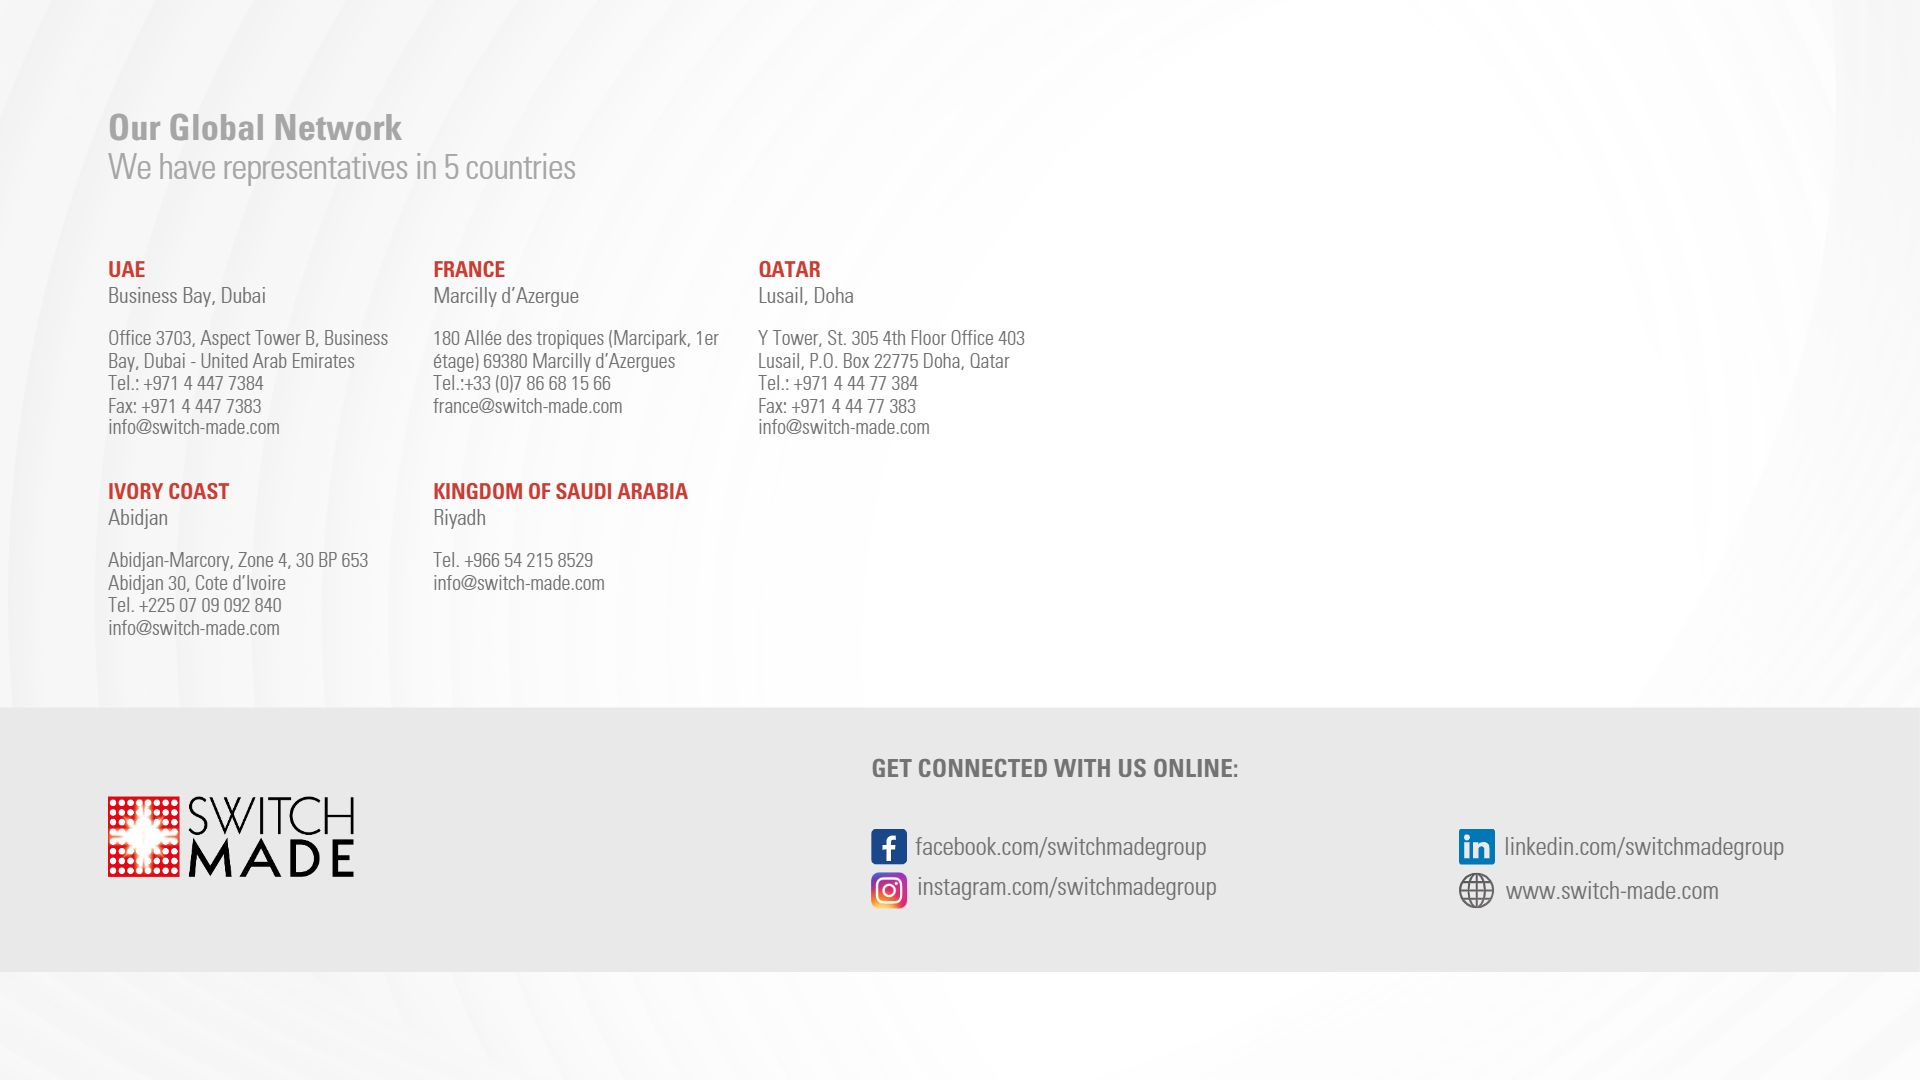 Our Global Network
We have representatives in 5 countries
UAE
Business Bay, Dubai
Office 3703, Aspect Tower B, Business
Bay, Dubai - United Arab Emirates
Tel.: +971 4 447 7384
Fax: +971 4 447 7383
info@switch-made.com
FRANCE
Marcilly d’Azergue
180 Allée des tropiques (Marcipark, 1er
étage) 69380 Marcilly d’Azergues
Tel.:+33 (0)7 86 68 15 66
france@switch-made.com
QATAR
Lusail, Doha
Y Tower, St. 305 4th Floor Office 403
Lusail, P.O. Box 22775 Doha, Qatar
Tel.: +971 4 44 77 384
Fax: +971 4 44 77 383
info@switch-made.com
IVORY COAST
Abidjan
Abidjan-Marcory, Zone 4, 30 BP 653
Abidjan 30, Cote d’Ivoire
Tel. +225 07 09 092 840
info@switch-made.com
KINGDOM OF SAUDI ARABIA
Riyadh
Tel. +966 54 215 8529
info@switch-made.com
SWITCH
MADE
GET CONNECTED WITH US ONLINE:
facebook.com/switchmadegroup
instagram.com/switchmadegroup
linkedin.com/switchmadegroup
www.switch-made.com